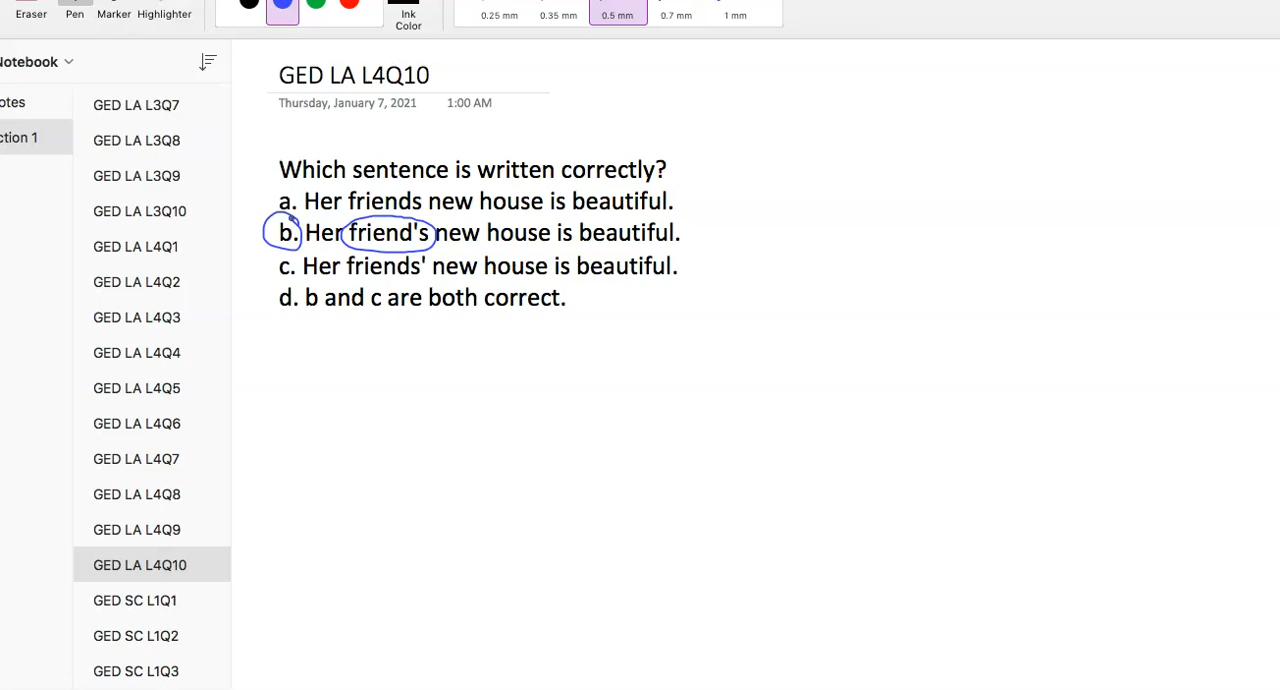 Eraser
Pen
Marker
Highlighter
Ink
Color
0.25 mm
0.35 mm
0.5 mm
0.7 mm
1 mm
Notebook
otes
ction 1
GED LA L3Q7
GED LA L3Q8
GED LA L3Q9
GED LA L3Q10
GED LA L4Q1
GED LA L4Q2
GED LA L4Q3
GED LA L4Q4
GED LA L4Q5
GED LA L4Q6
GED LA L4Q7
GED LA L4Q8
GED LA L4Q9
GED LA L4Q10
GED SC L1Q1
GED SC L1Q2
GED SC L1Q3
GED LA L4Q10
Thursday, January 7, 2021 1:00 AM
Which sentence is written correctly?
a. Her friends new house is beautiful.
b. Her friend's new house is beautiful.
c. Her friends' new house is beautiful.
d. b and c are both correct.